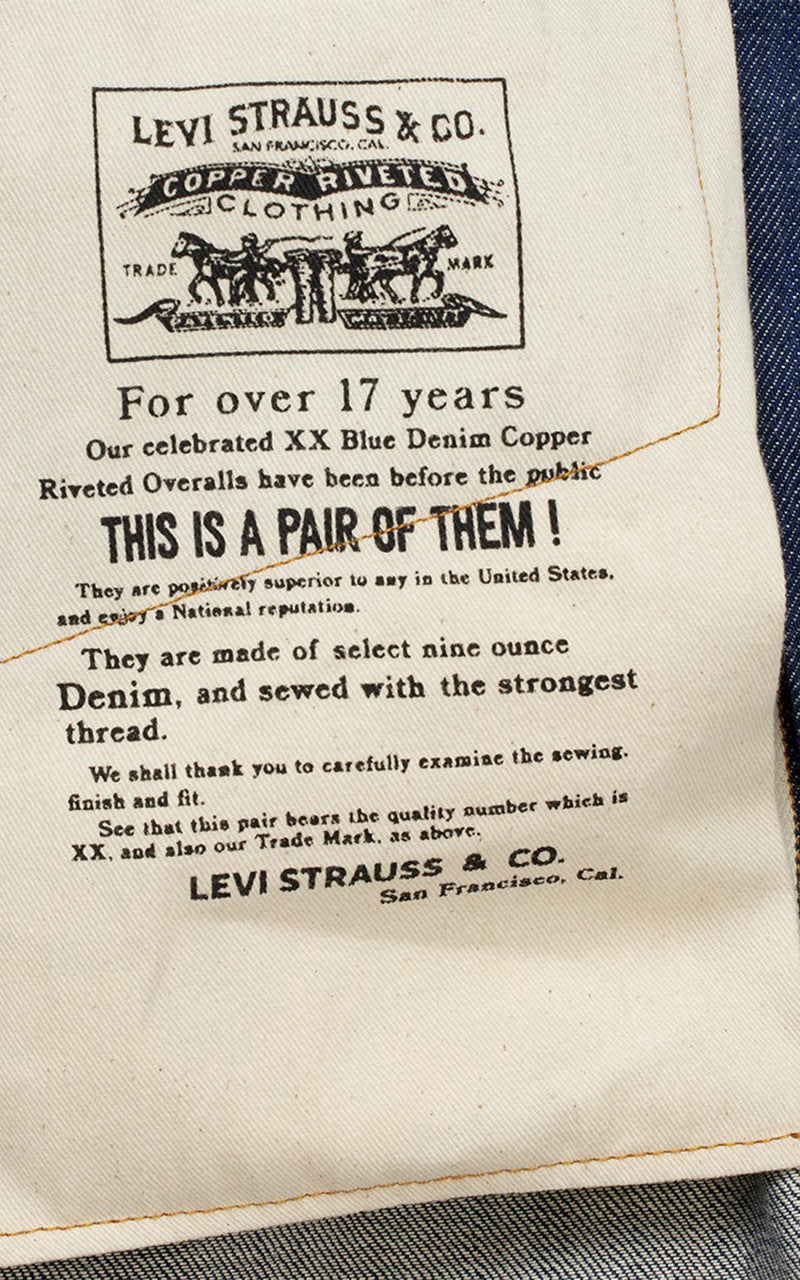 LEVI STRAUSS & CO.
SAN FRANCISCO, CAL.
COPPER RIVETED
CLOTHING
TRADE MARK
For over 17 years
Our celebrated XX Blue Denim Copper
Riveted Overalls have been before the public
THIS IS A PAIR OF THEM!
They are positively superior to any in the United States,
and enjoy a National reputation.
They are made of select nine ounce
Denim, and sewed with the strongest
thread.
We shall thank you to carefully examine the sewing,
finish and fit.
See that this pair bears the quality number which is
XX, and also our Trade Mark, as above.
LEVI STRAUSS & CO.
San Francisco, Cal.